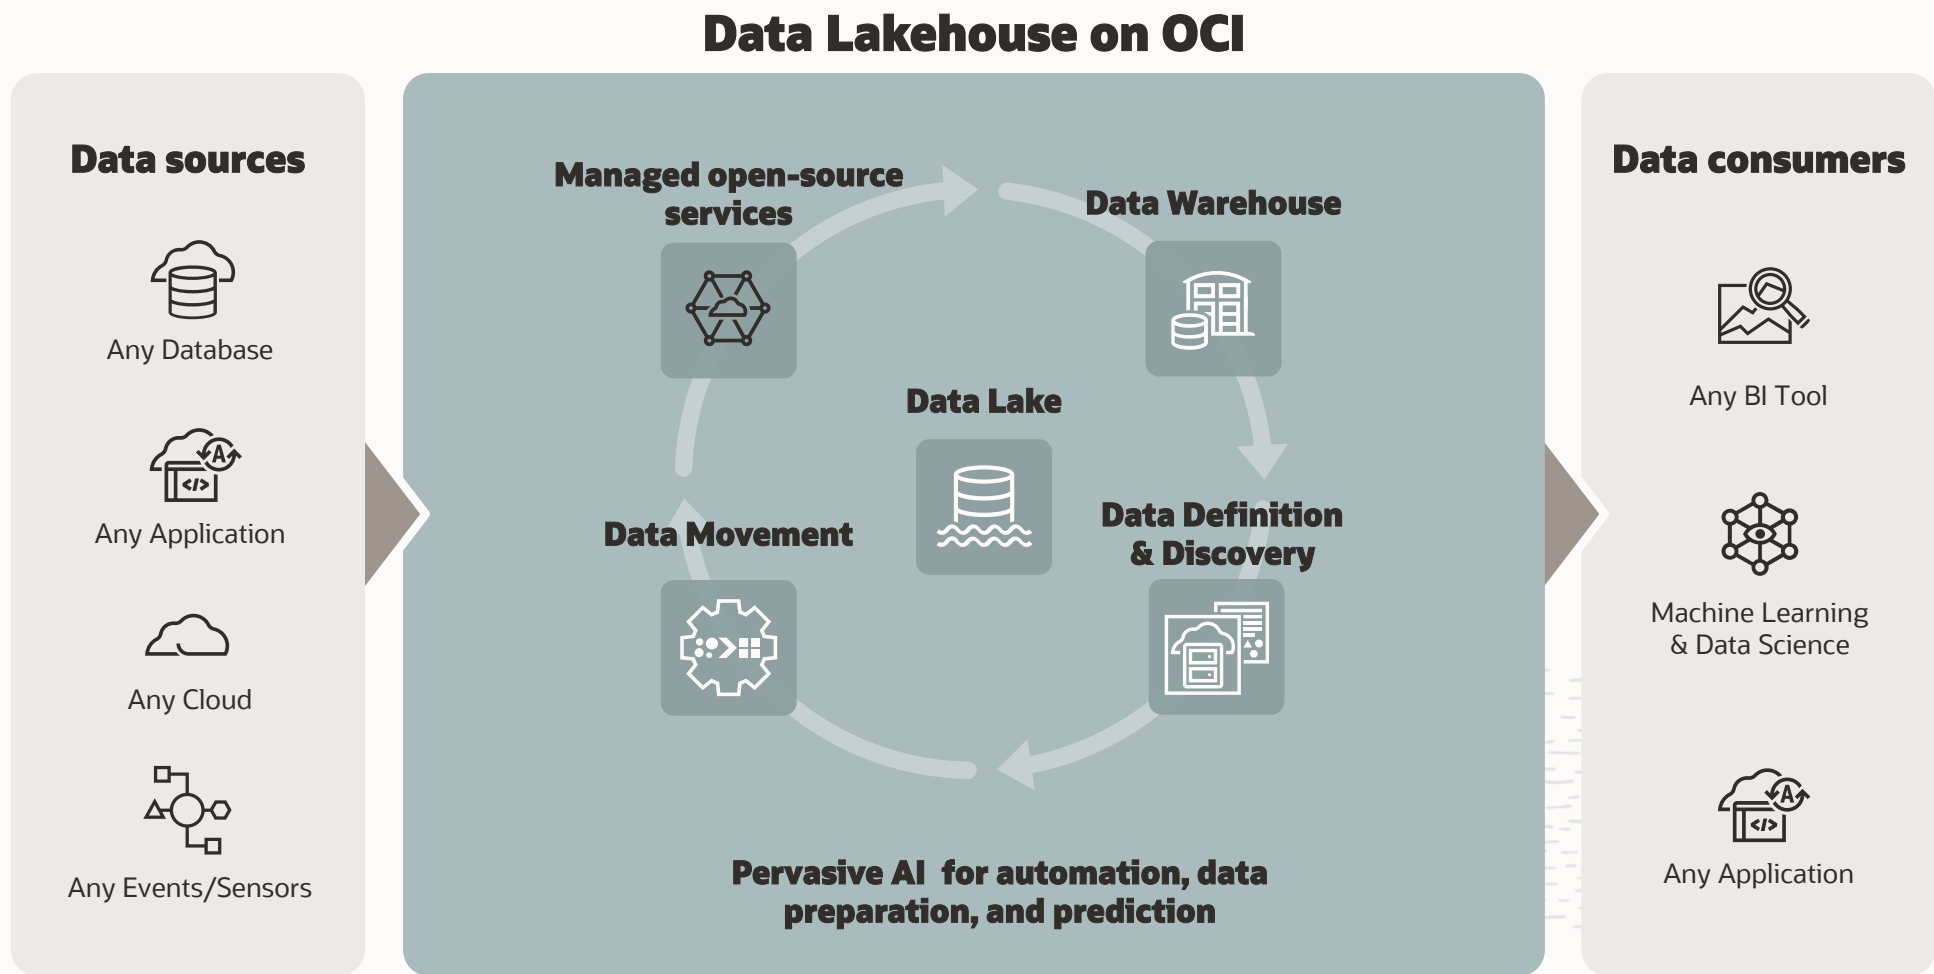 Data Lakehouse on OCI
Data sources
Any Database
Any Application
Any Cloud
Any Events/Sensors
Managed open-source
services
Data Warehouse
Data Lake
Data Movement
Data Definition
& Discovery
Pervasive AI for automation, data
preparation, and prediction
Data consumers
Any BI Tool
Machine Learning
& Data Science
Any Application